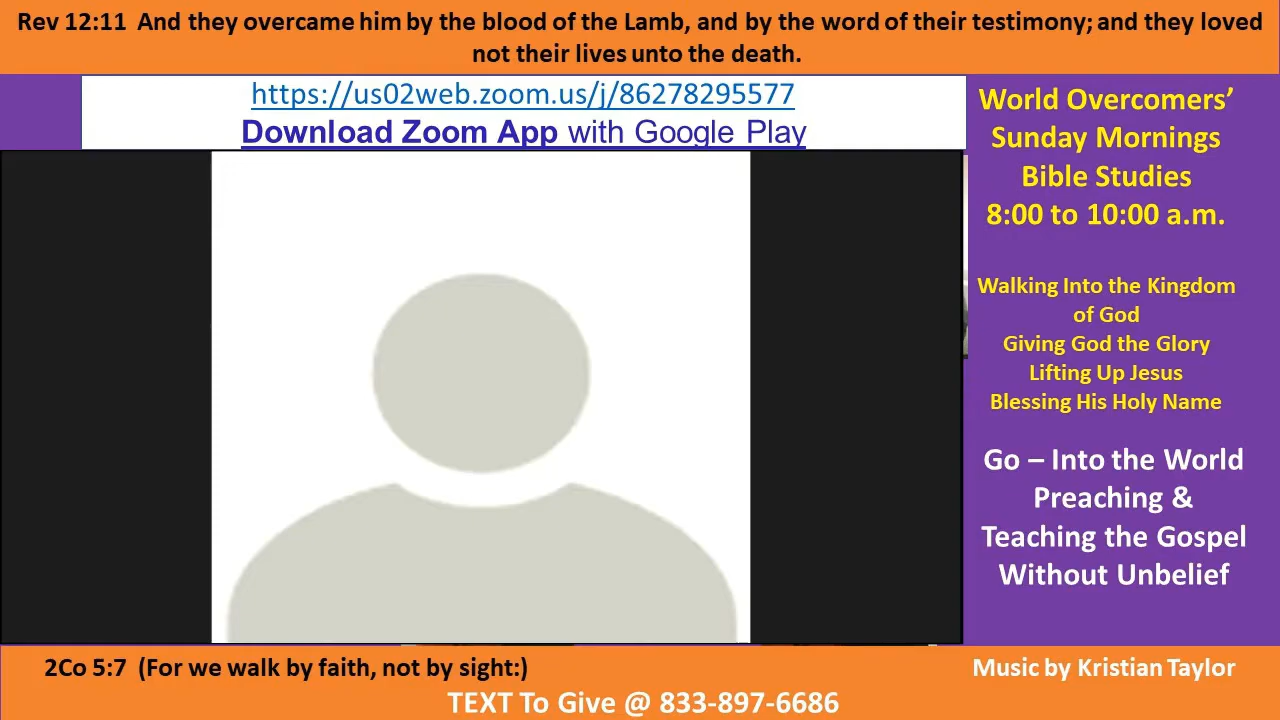 Rev 12:11  And they overcame him by the blood of the Lamb, and by the word of their testimony; and they loved
not their lives unto the death.
https://us02web.zoom.us/j/86278295577
Download Zoom App with Google Play
World Overcomers’
Sunday Mornings
Bible Studies
8:00 to 10:00 a.m.
Walking Into the Kingdom
of God
Giving God the Glory
Lifting Up Jesus
Blessing His Holy Name
Go – Into the World
Preaching &
Teaching the Gospel
Without Unbelief
2Co 5:7  (For we walk by faith, not by sight:)
Music by Kristian Taylor
TEXT To Give @ 833-897-6686